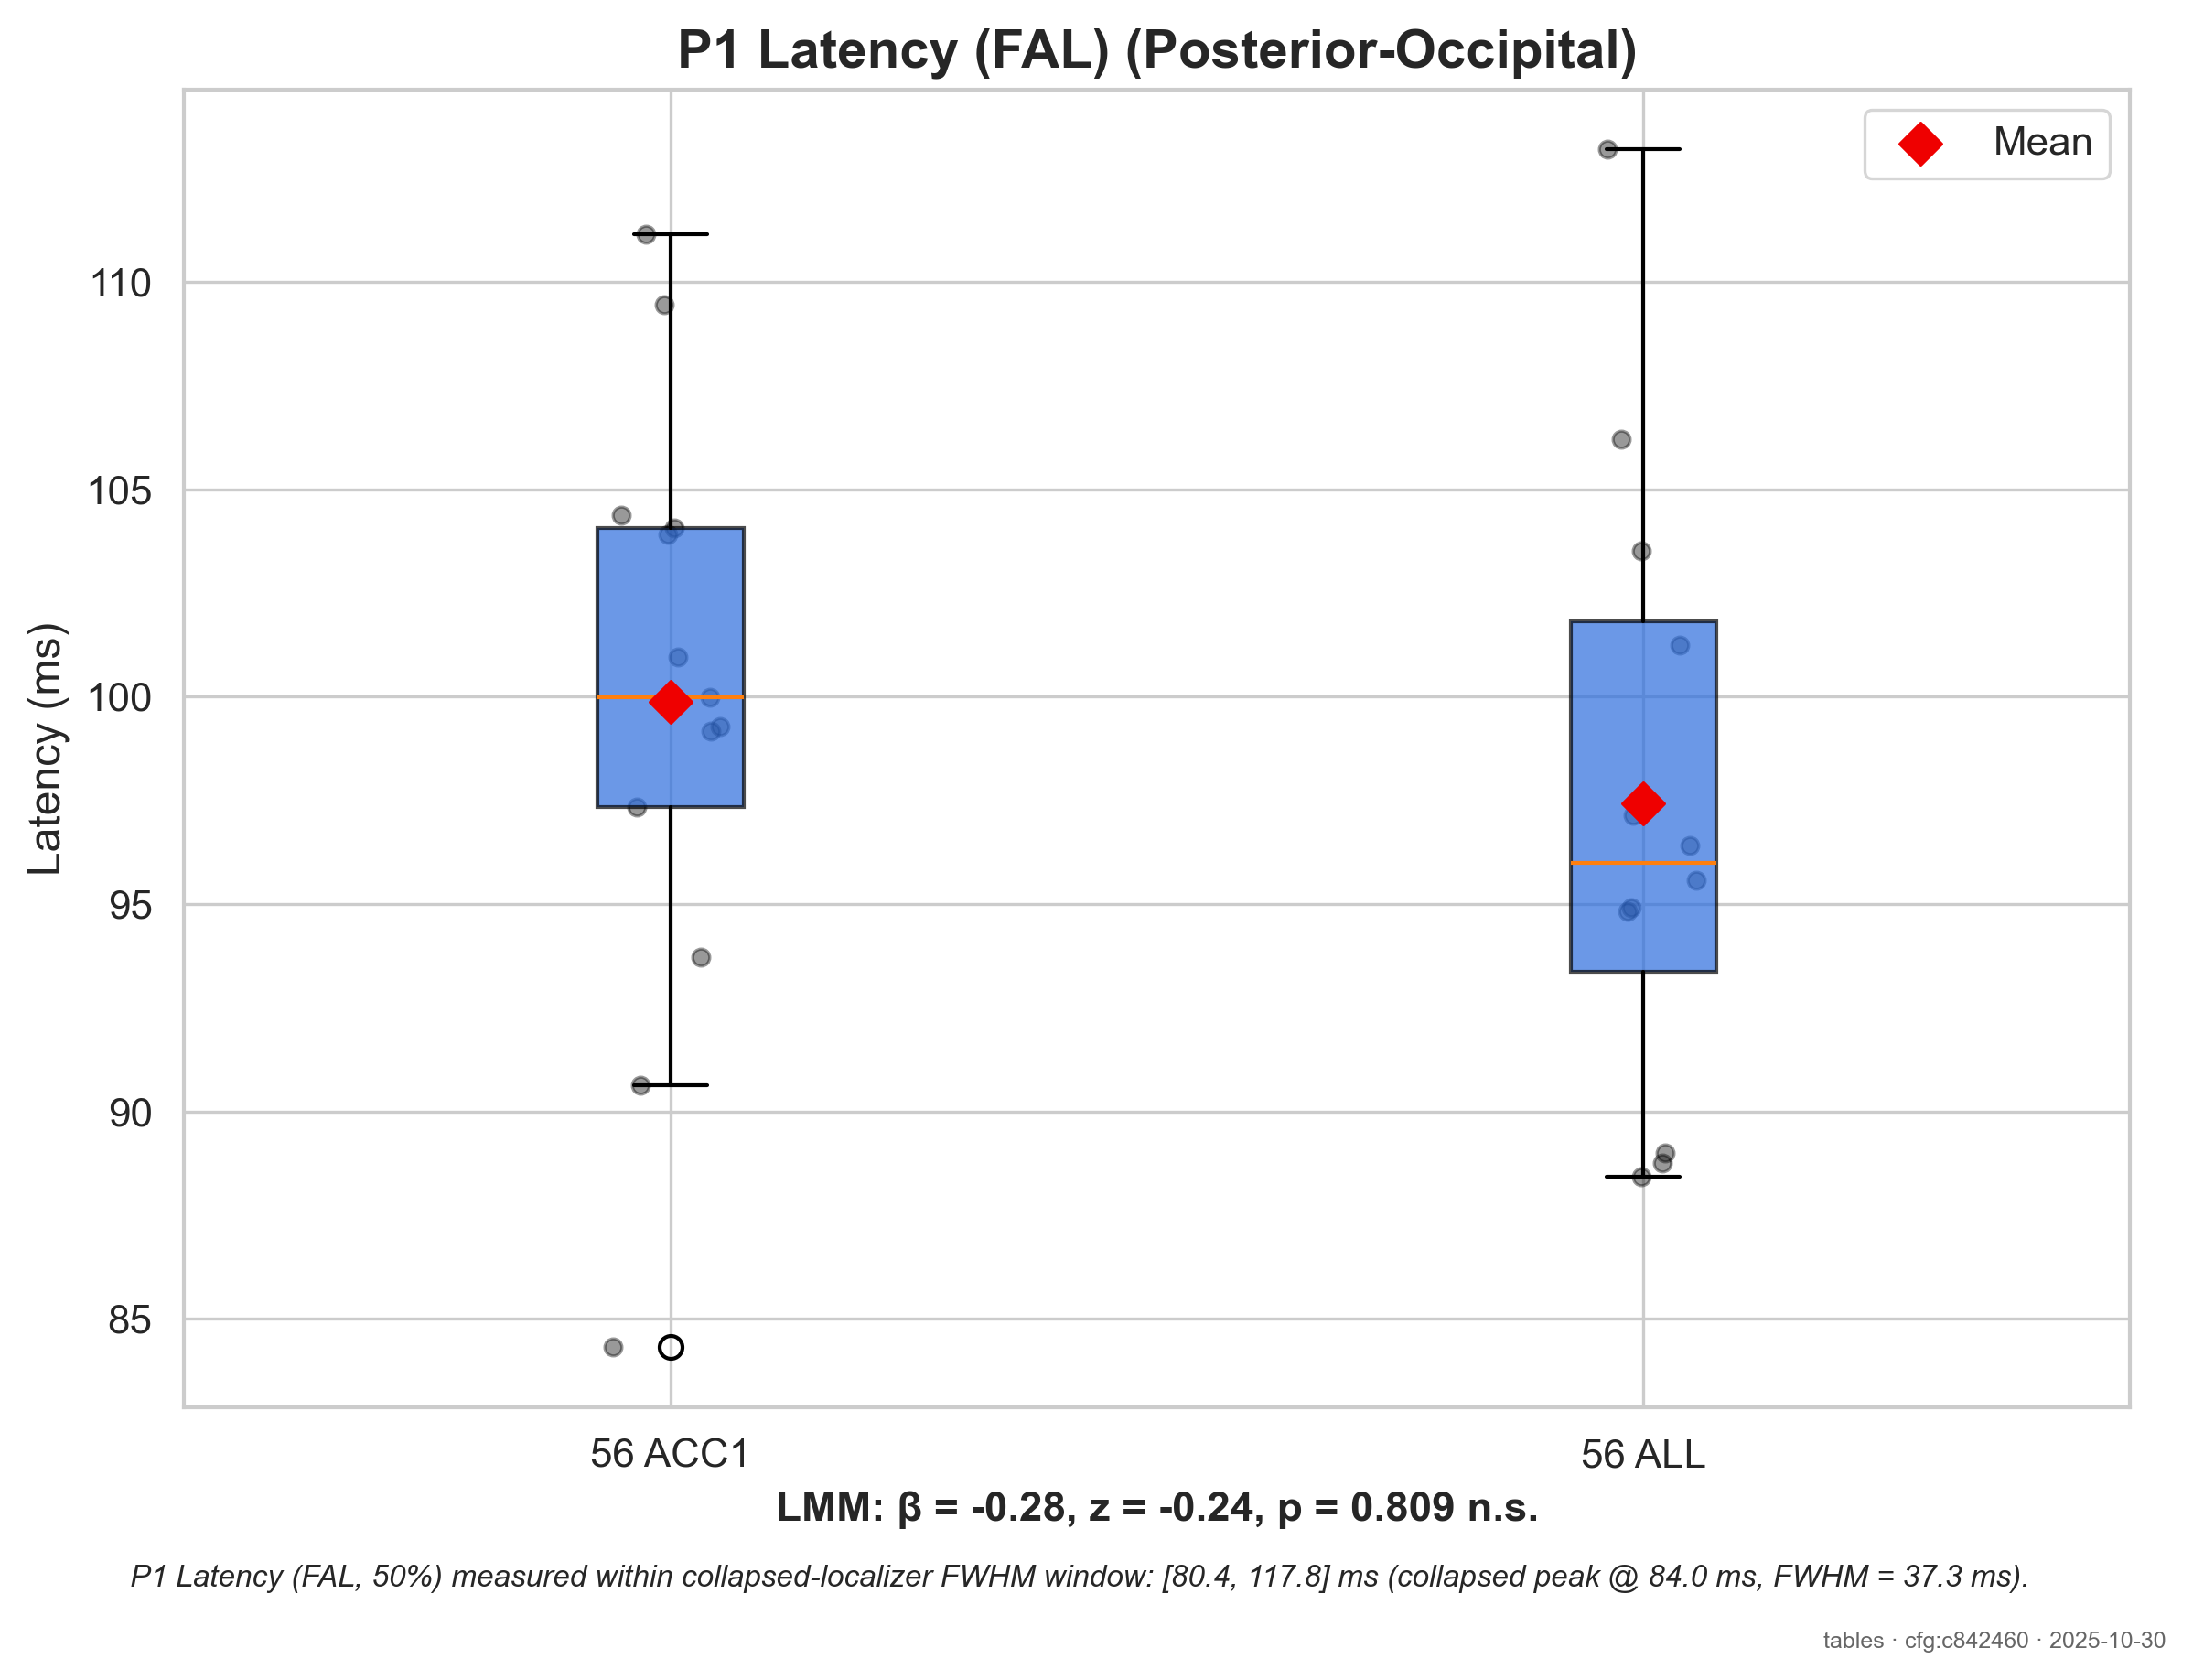 P1 Latency (FAL) (Posterior-Occipital)
Mean
Latency (ms)
110
105
100
95
90
85
56 ACC1
56 ALL
LMM: β = -0.28, z = -0.24, p = 0.809 n.s.
P1 Latency (FAL, 50%) measured within collapsed-localizer FWHM window: [80.4, 117.8] ms (collapsed peak @ 84.0 ms, FWHM = 37.3 ms).
tables · cfg:c842460 · 2025-10-30